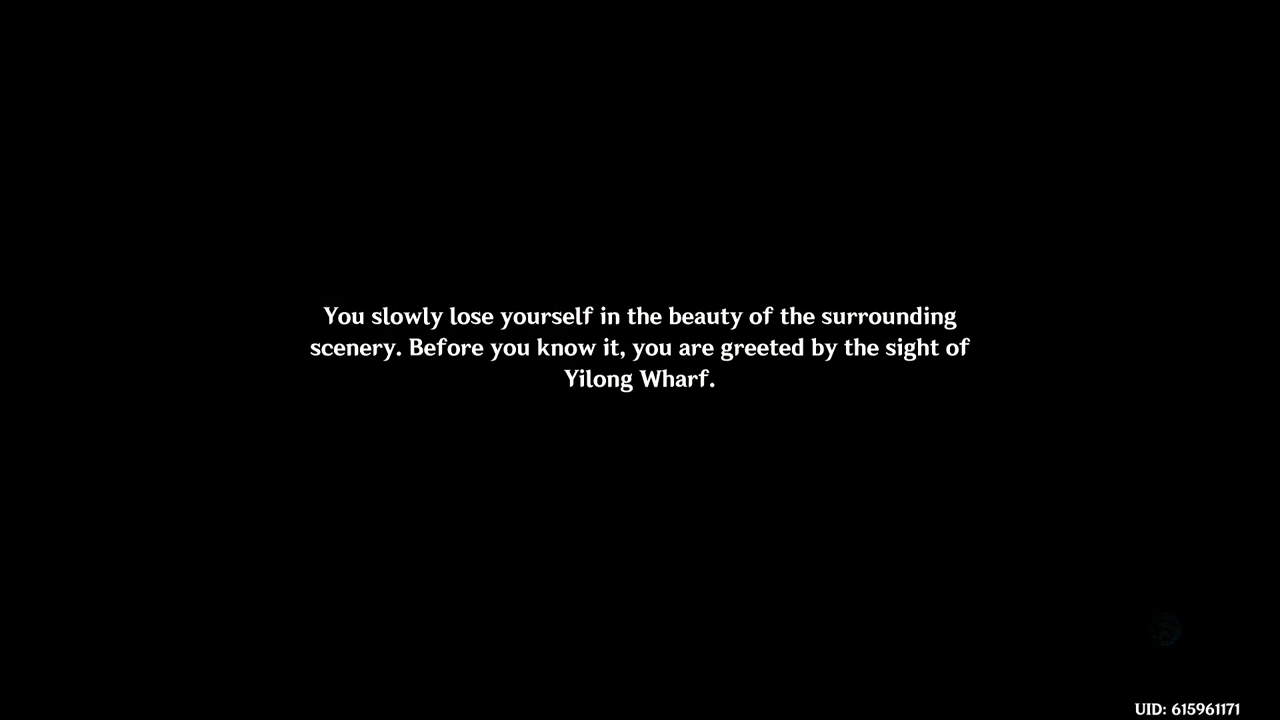 You slowly lose yourself in the beauty of the surrounding
scenery. Before you know it, you are greeted by the sight of
Yilong Wharf.
UID: 615961171